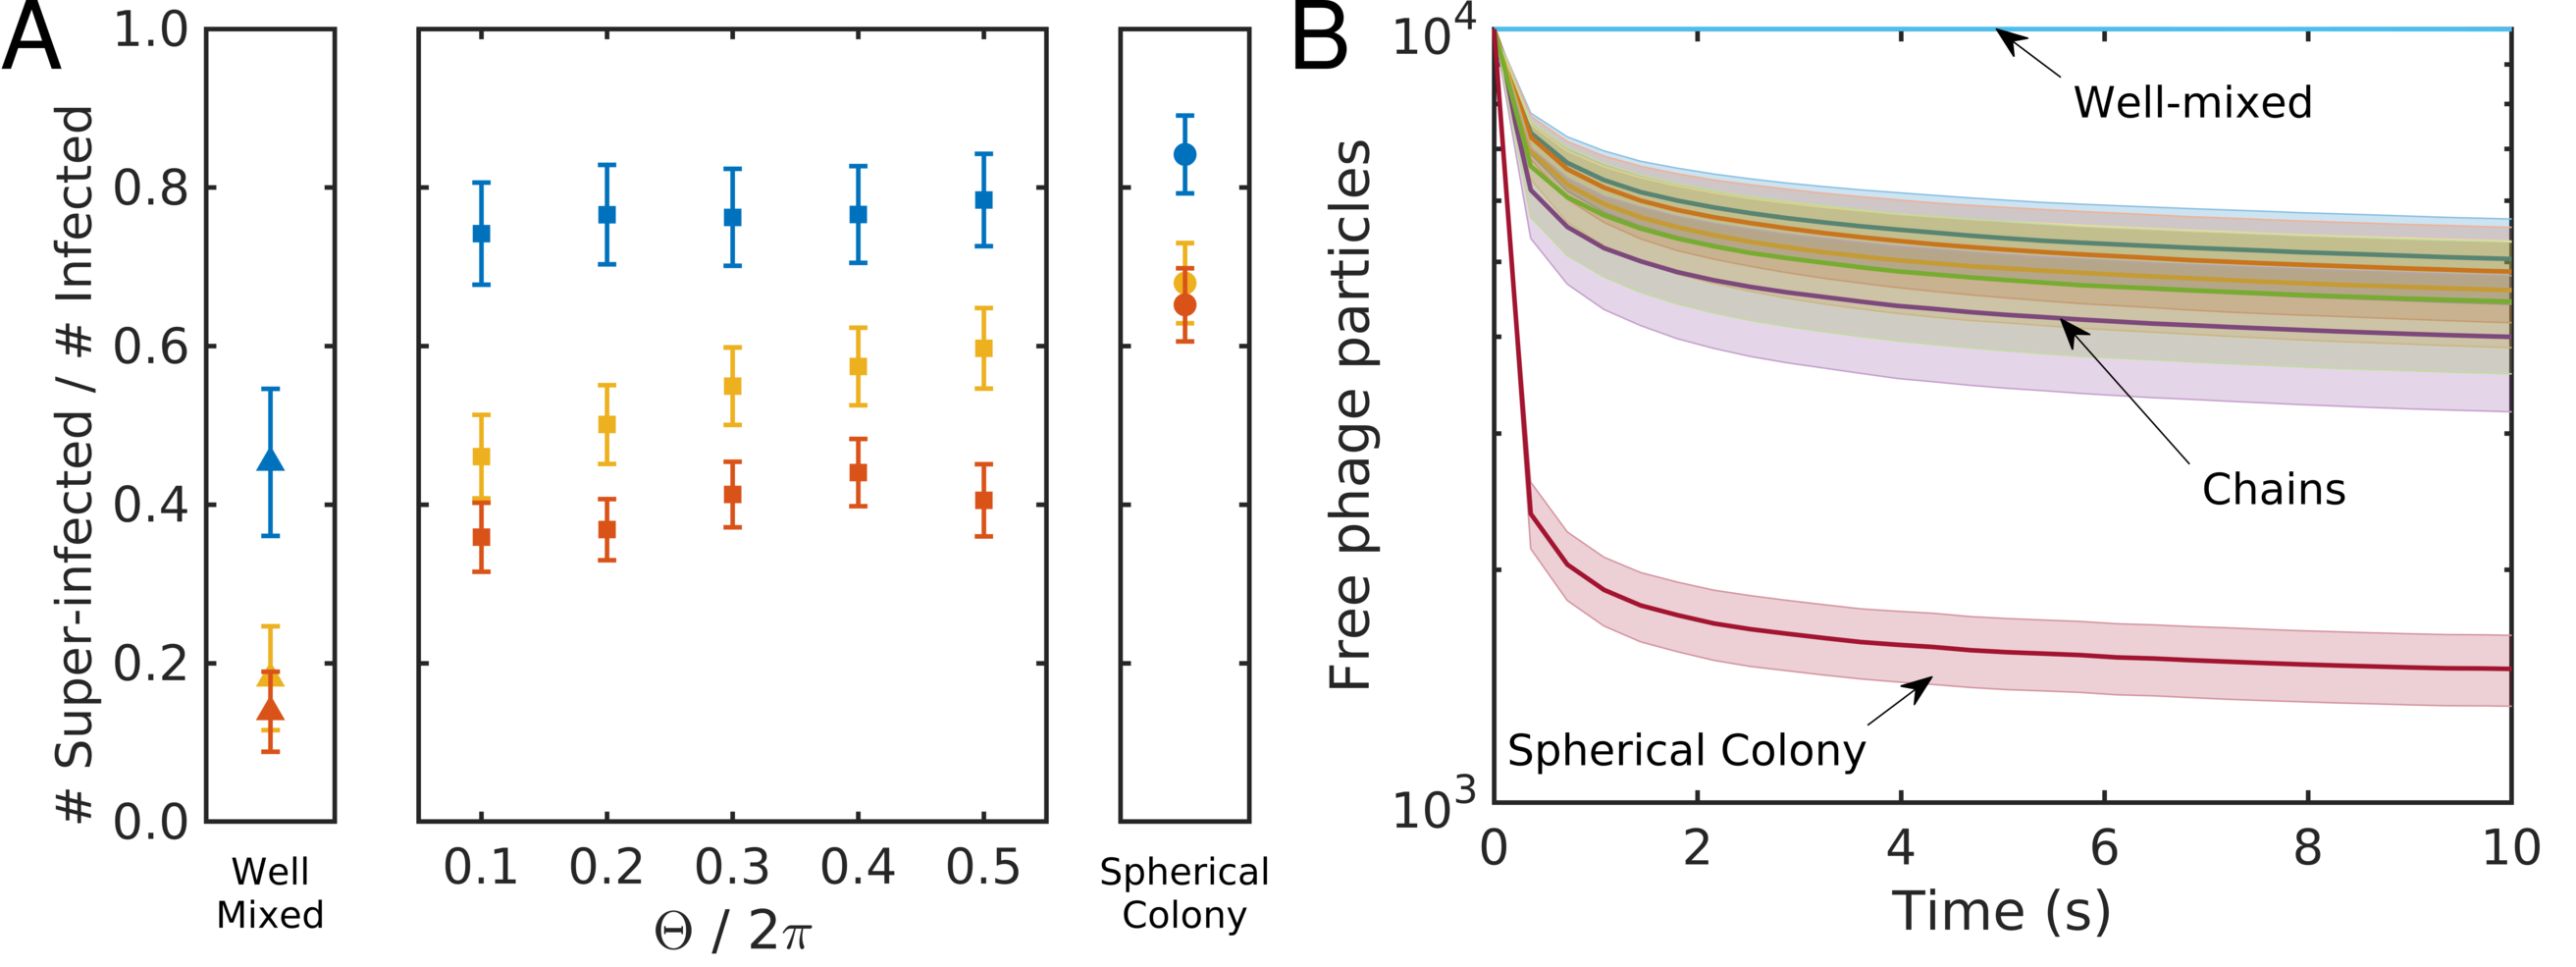 A
# Super-infected / # Infected
1.0
0.8
0.6
0.4
0.2
0.0
Well
Mixed
0.1 0.2 0.3 0.4 0.5
Θ / 2π
Spherical
Colony
B
Free phage particles
10⁴
10³
Well-mixed
Chains
Spherical Colony
0 2 4 6 8 10
Time (s)